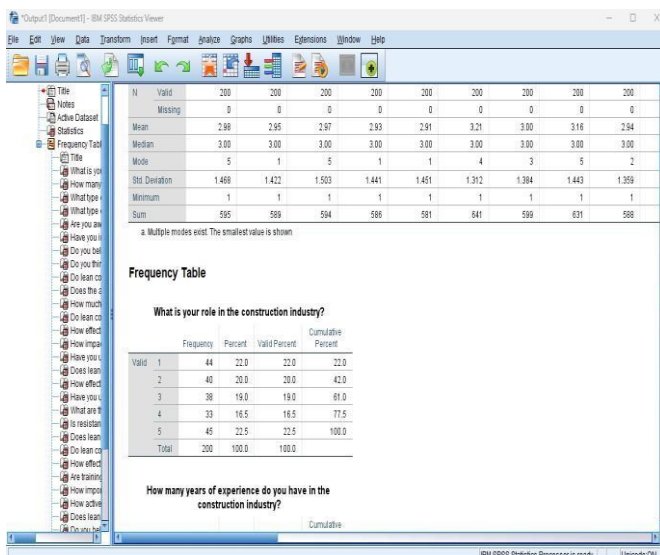 *Output1 [Document1] - IBM SPSS Statistics Viewer
File Edit View Data Transform Insert Format Analyze Graphs Utilities Extensions Window Help
Title
Notes
Active Dataset
Statistics
Frequency Tabl
Title
What is you
How many
What type
What type
Are you aw
Have you i
Do you bel
Do you thin
Do lean co
Does the a
How much
Do lean co
How effect
How impa
Have you u
Does lean
How effect
Have you u
What are th
Is resistan
Does lean
Do lean co
How effect
Are training
How impo
How active
Does lean
Do you bel
N Valid 200 200 200 200 200 200 200 200 200
Missing 0 0 0 0 0 0 0 0 0
Mean 2.98 2.95 2.97 2.93 2.91 3.21 3.00 3.16 2.94
Median 3.00 3.00 3.00 3.00 3.00 3.00 3.00 3.00 3.00
Mode 5 1 5 1 1 4 3 5 2
Std. Deviation 1.468 1.422 1.503 1.441 1.451 1.312 1.384 1.443 1.359
Minimum 1 1 1 1 1 1 1 1 1
Sum 595 589 594 586 581 641 599 631 588
a. Multiple modes exist. The smallest value is shown
Frequency Table
What is your role in the construction industry?
Frequency Percent Valid Percent Cumulative Percent
Valid 1 44 22.0 22.0 22.0
2 40 20.0 20.0 42.0
3 38 19.0 19.0 61.0
4 33 16.5 16.5 77.5
5 45 22.5 22.5 100.0
Total 200 100.0 100.0
How many years of experience do you have in the
construction industry?
Cumulative
IBM SPSS Statistics Processor is ready Unicode:ON